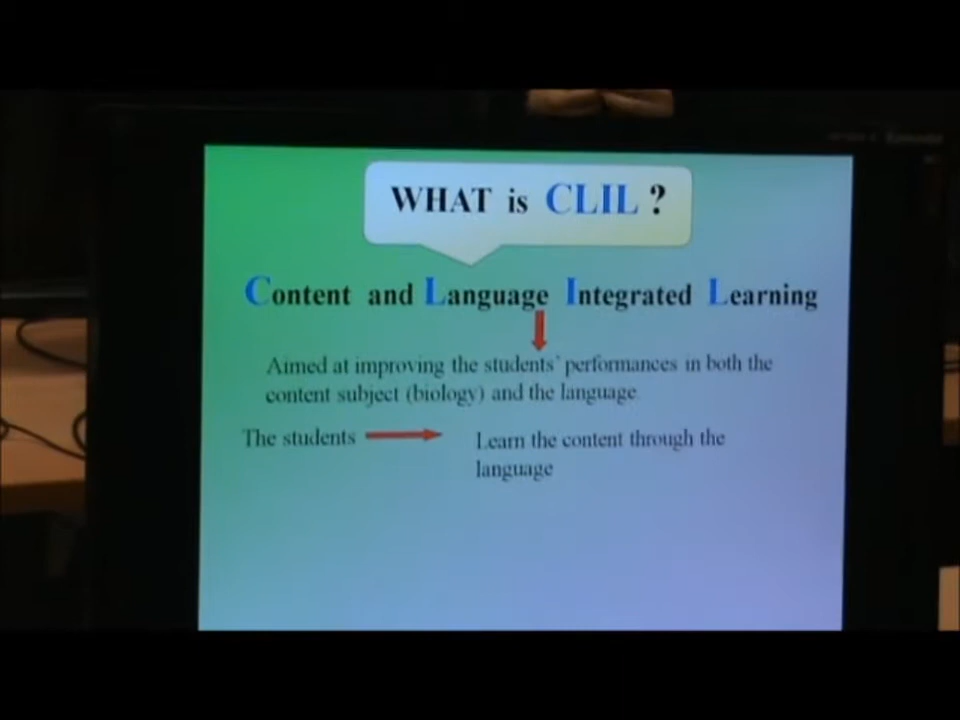 WHAT is CLIL ?
Content and Language Integrated Learning
Aimed at improving the students' performances in both the
content subject (biology) and the language
The students
Learn the content through the
language